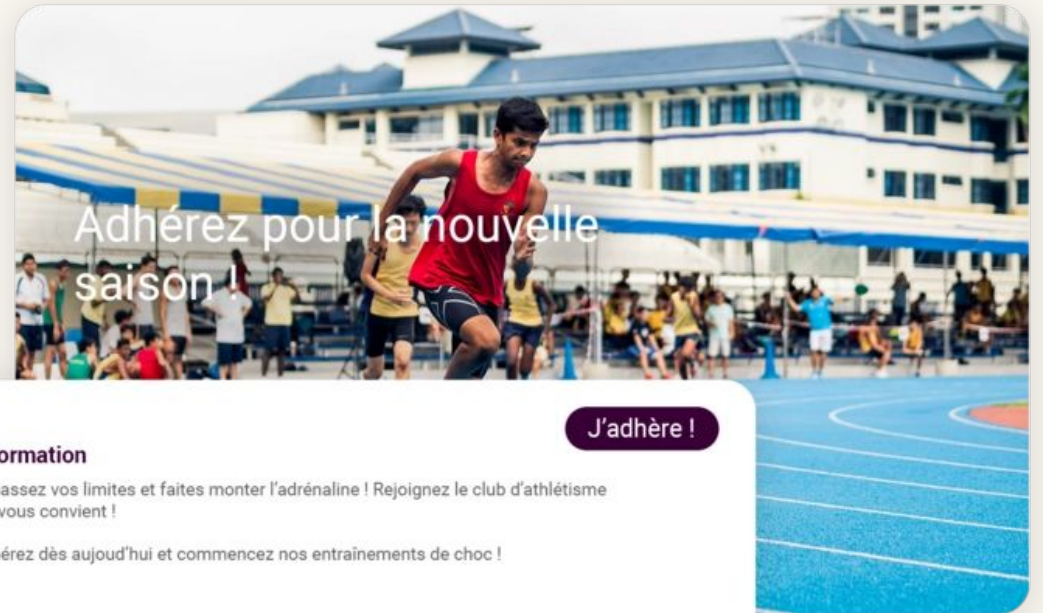 Adhérez pour la nouvelle
saison !
J'adhère !
ormation
assez vos limites et faites monter l'adrénaline ! Rejoignez le club d'athlétisme
vous convient !
érez dès aujourd'hui et commencez nos entraînements de choc !